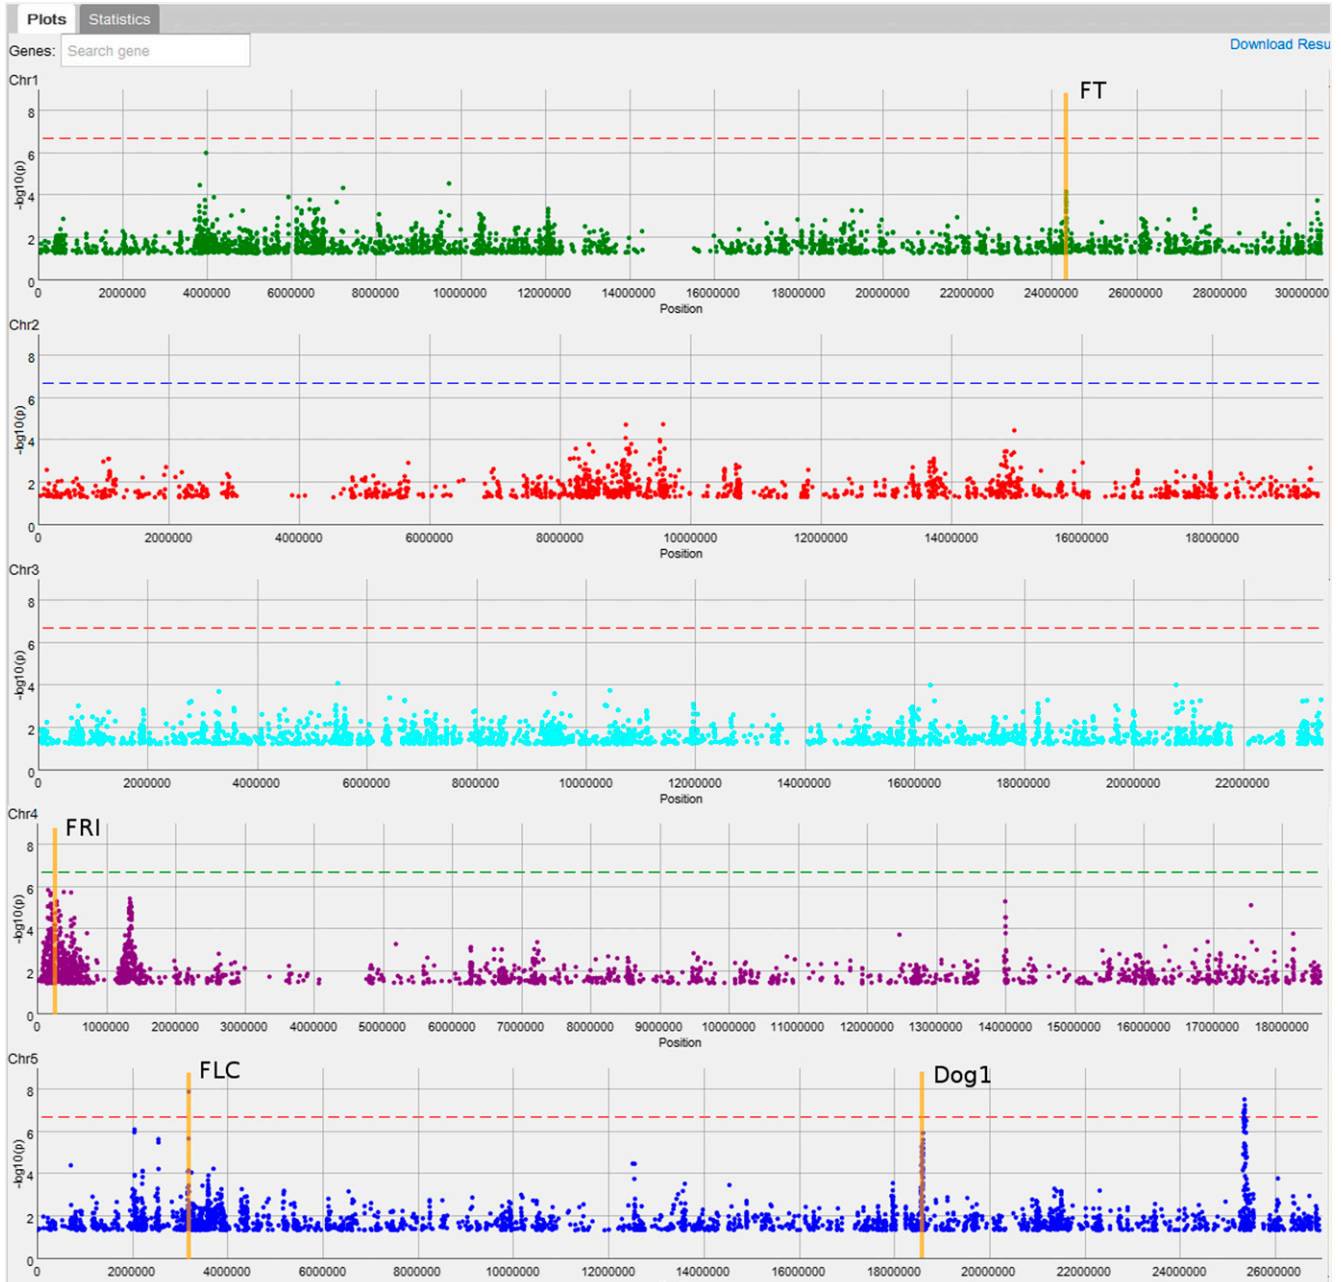 Plots Statistics
Genes: Search gene Download Resu
Chr1
FT
8
6
4
2
0
-log10(p)
0 2000000 4000000 6000000 8000000 10000000 12000000 14000000 16000000 18000000 20000000 22000000 24000000 26000000 28000000 30000000
Position
Chr2
8
6
4
2
0
-log10(p)
0 2000000 4000000 6000000 8000000 10000000 12000000 14000000 16000000 18000000
Position
Chr3
8
6
4
2
0
-log10(p)
0 2000000 4000000 6000000 8000000 10000000 12000000 14000000 16000000 18000000 20000000 22000000
Position
Chr4
FRI
8
6
4
2
0
-log10(p)
0 1000000 2000000 3000000 4000000 5000000 6000000 7000000 8000000 9000000 10000000 11000000 12000000 13000000 14000000 15000000 16000000 17000000 18000000
Position
Chr5
FLC Dog1
8
6
4
2
0
-log10(p)
0 2000000 4000000 6000000 8000000 10000000 12000000 14000000 16000000 18000000 20000000 22000000 24000000 26000000